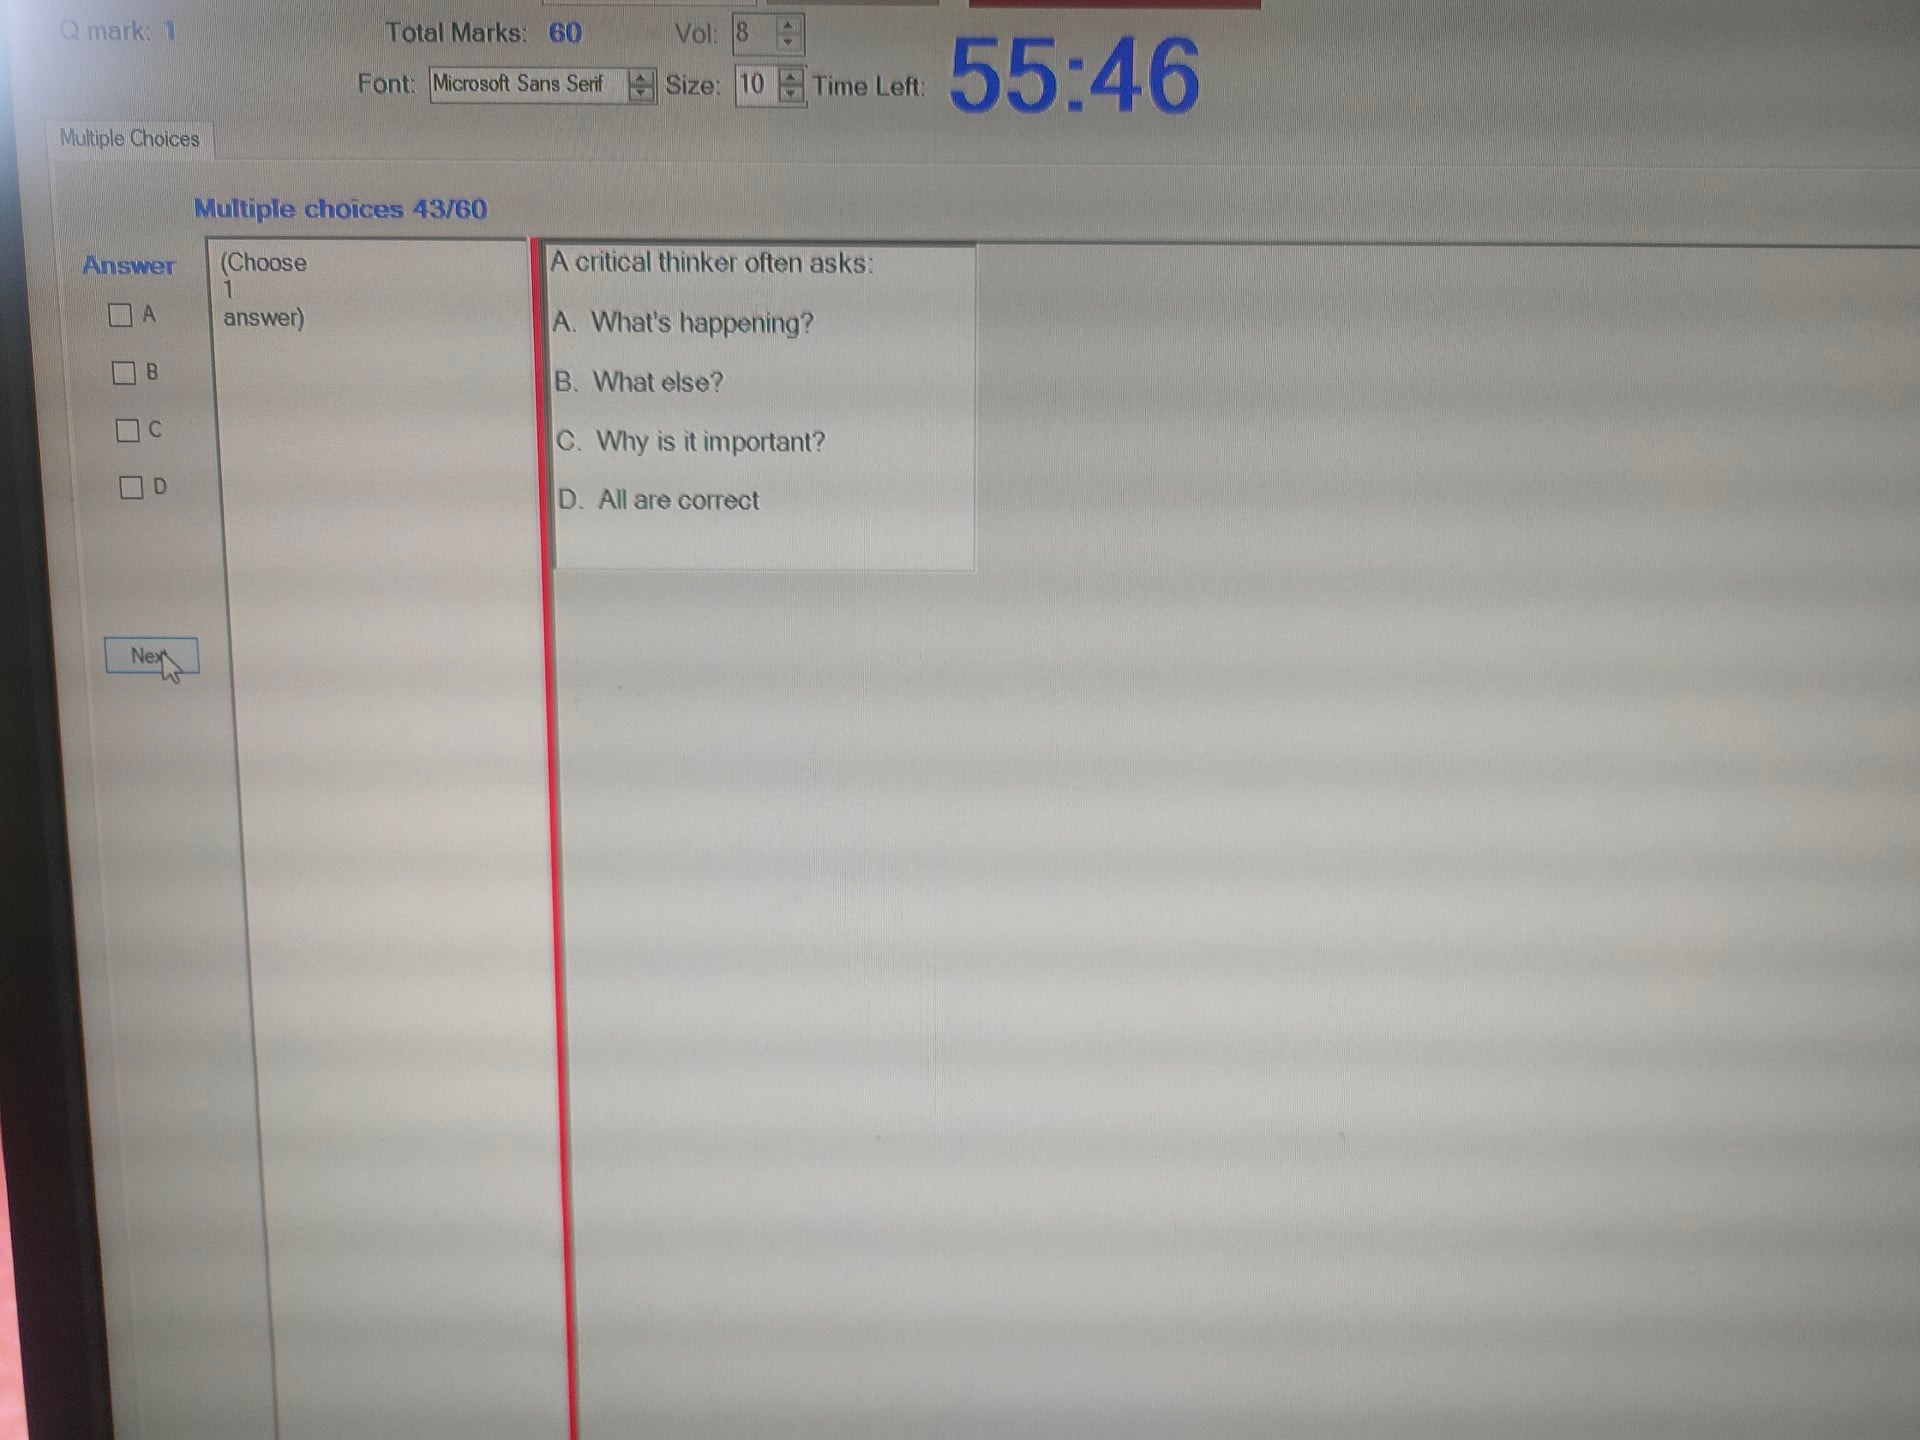 Q mark: 1
Total Marks: 60
Vol: 8
Font: Microsoft Sans Serif
Size: 10
Time Left: 55:46
Multiple Choices
Multiple choices 43/60
Answer
A
B
C
D
Next
(Choose
1
answer)
A critical thinker often asks:
A. What's happening?
B. What else?
C. Why is it important?
D. All are correct